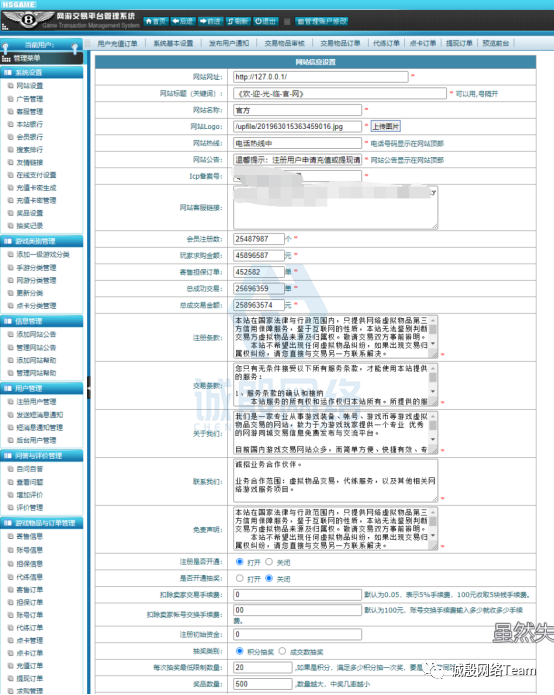 HSGAME
网游交易平台管理系统
Game Transaction Management System
首页 后退 前进 刷新 退出 管理账户修改
当前用户:
用户充值订单 系统基本设置 发布用户通知 交易物品审核 交易物品订单 代练订单 点卡订单 提现订单 预览前台
管理菜单
系统设置
网站设置
广告管理
客服管理
本站银行
会员银行
搜索排行
友情链接
在线支付设置
充值卡密生成
充值卡密管理
奖品设置
抽奖记录
游戏类别管理
添加一级游戏分类
手游分类管理
网游分类管理
更新分类
点卡分类管理
信息管理
添加网站公告
管理网站公告
添加网站帮助
管理网站帮助
用户管理
注册用户管理
发送短消息通知
短消息通知管理
后台用户管理
问答与评价管理
自问自答
查看问题
增加评价
评价管理
游戏物品与订单管理
寄售信息
账号信息
担保信息
代练信息
寄售订单
担保订单
账号订单
代练订单
点卡管理
点卡订单
充值订单
提现订单
求购管理
网站信息设置
网站网址: http://127.0.0.1/ *
网站标题(关键词): 《欢-迎-光-临-官-网》 * 可以用,号隔开
网站名称: 官方 *
网站Logo: /upfile/201963015363459016.jpg * 上传图片
网站热线: 电话热线中 * 电话号码显示在网站顶部
网站公告: 温馨提示：注册用户申请充值或提现请 * 网站公告显示在网站顶部
Icp备案号: *
网站客服链接:
会员注册数: 25487987 个 *
玩家求购金额: 45896587 元 *
寄售担保订单: 452582 单 *
总成功交易: 25696359 单 *
总成交易金额: 258963574 元 *
注册条款:
本站在国家法律与行政范围内，只提供网络虚拟物品第三
方信用保障服务，鉴于互联网的性质，本站无法鉴别判断
交易方虚拟物品来源及归属权。敬请交易双方事前崇明。
本站不希望出现任何虚拟物品纠纷，如果出现交易归
属权纠纷，请您直接与交易另一方联系解决。 *
交易条款:
您只有无条件接受以下所有服务条款，才能使用本站提供
的服务：
1、服务条款的确认和接纳
本站服务的所有权和运作权归本站所有。所提供的服 *
关于我们:
我们是一家专业从事游戏装备、帐号、游戏币等游戏虚拟
物品交易的网站，致力于为游戏玩家提供一个专业 优秀
的网游同城交易信息免费发布与交流平台。
目前国内游戏交易网站众多，而简单方便、快捷有效、专 *
联系我们:
诚招业务合作伙伴。
业务合作范围：虚拟物品交易，代练服务，以及其他相关网
络游戏服务项目。 *
免责声明:
本站在国家法律与行政范围内，只提供网络虚拟物品第三
方信用保障服务，鉴于互联网的性质，本站无法鉴别判断
交易方虚拟物品来源及归属权。敬请交易双方事前崇明。
本站不希望出现任何虚拟物品纠纷，如果出现交易归
属权纠纷，请您直接与交易另一方联系解决。 *
注册是否开通: 打开 关闭
是否开通抽奖: 打开 关闭
扣除卖家交易手续费: 0 默认为0.05，表示5%手续费，100元收取5块钱手续费。
扣除卖家帐号交换手续费: 00 默认为100元，账号交换手续费输入多少就收多少手续
费。
注册初始资金: 0
抽奖类别: 积分抽奖 成交数抽奖
每次抽奖最低限制数量: 20 ,如果是积分，满足多少积分抽一次奖，要是
奖品数量: 500 ,数量越大，中奖几率越小
诚殷网络
虽然失
诚殷网络Team